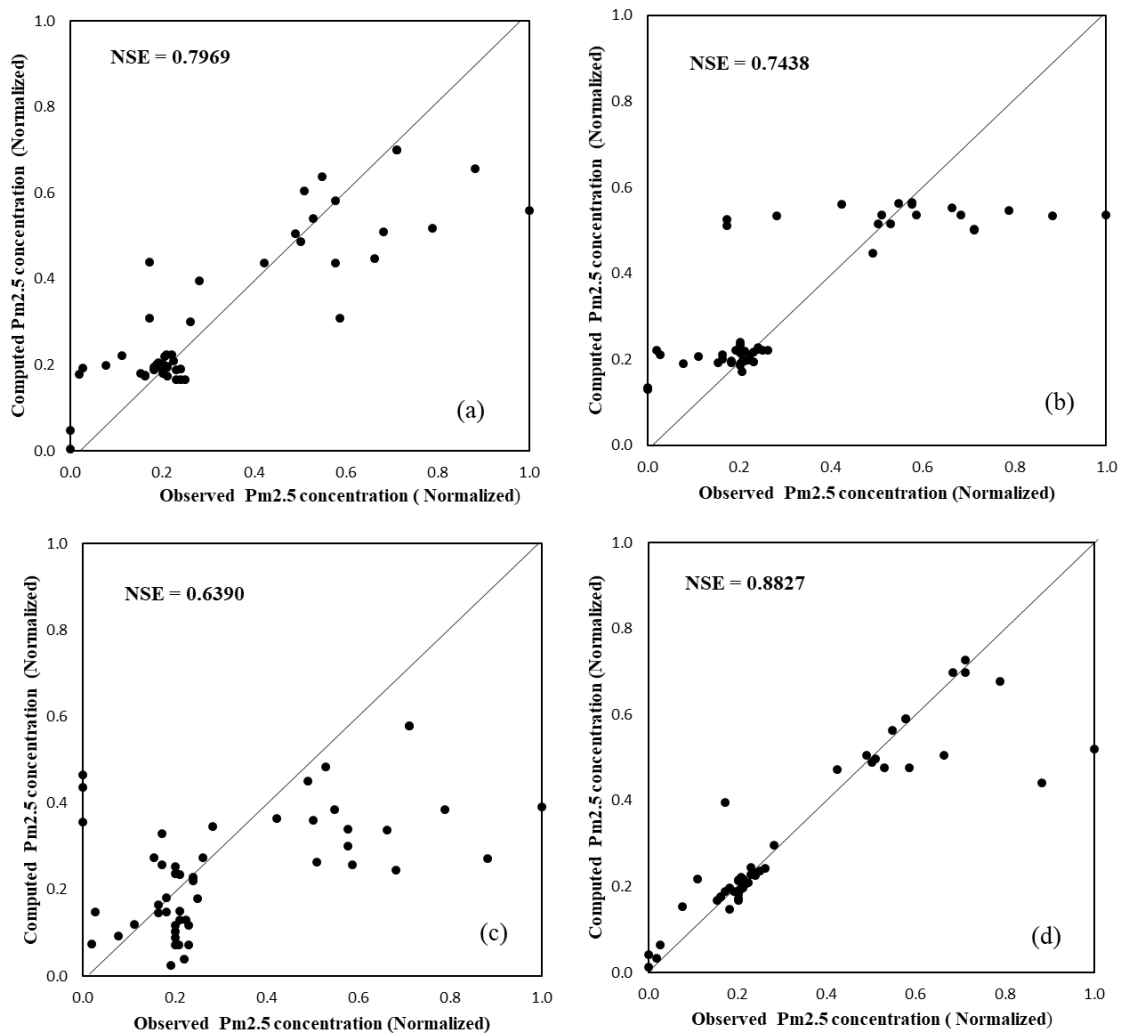 1.0
NSE = 0.7969
0.8
0.6
0.4
0.2
(a)
0.0
0.0 0.2 0.4 0.6 0.8 1.0
Observed Pm2.5 concentration ( Normalized)
Computed Pm2.5 concentration (Normalized)
1.0
NSE = 0.7438
0.8
0.6
0.4
0.2
(b)
0.0
0.0 0.2 0.4 0.6 0.8 1.0
Observed Pm2.5 concentration (Normalized)
Computed Pm2.5 concentration (Normalized)
1.0
NSE = 0.6390
0.8
0.6
0.4
0.2
(c)
0.0
0.0 0.2 0.4 0.6 0.8 1.0
Observed Pm2.5 concentration (Normalized)
Computed Pm2.5 concentration (Normalized)
1.0
NSE = 0.8827
0.8
0.6
0.4
0.2
(d)
0.0
0.0 0.2 0.4 0.6 0.8 1.0
Observed Pm2.5 concentration ( Normalized)
Computed Pm2.5 concentration (Normalized)